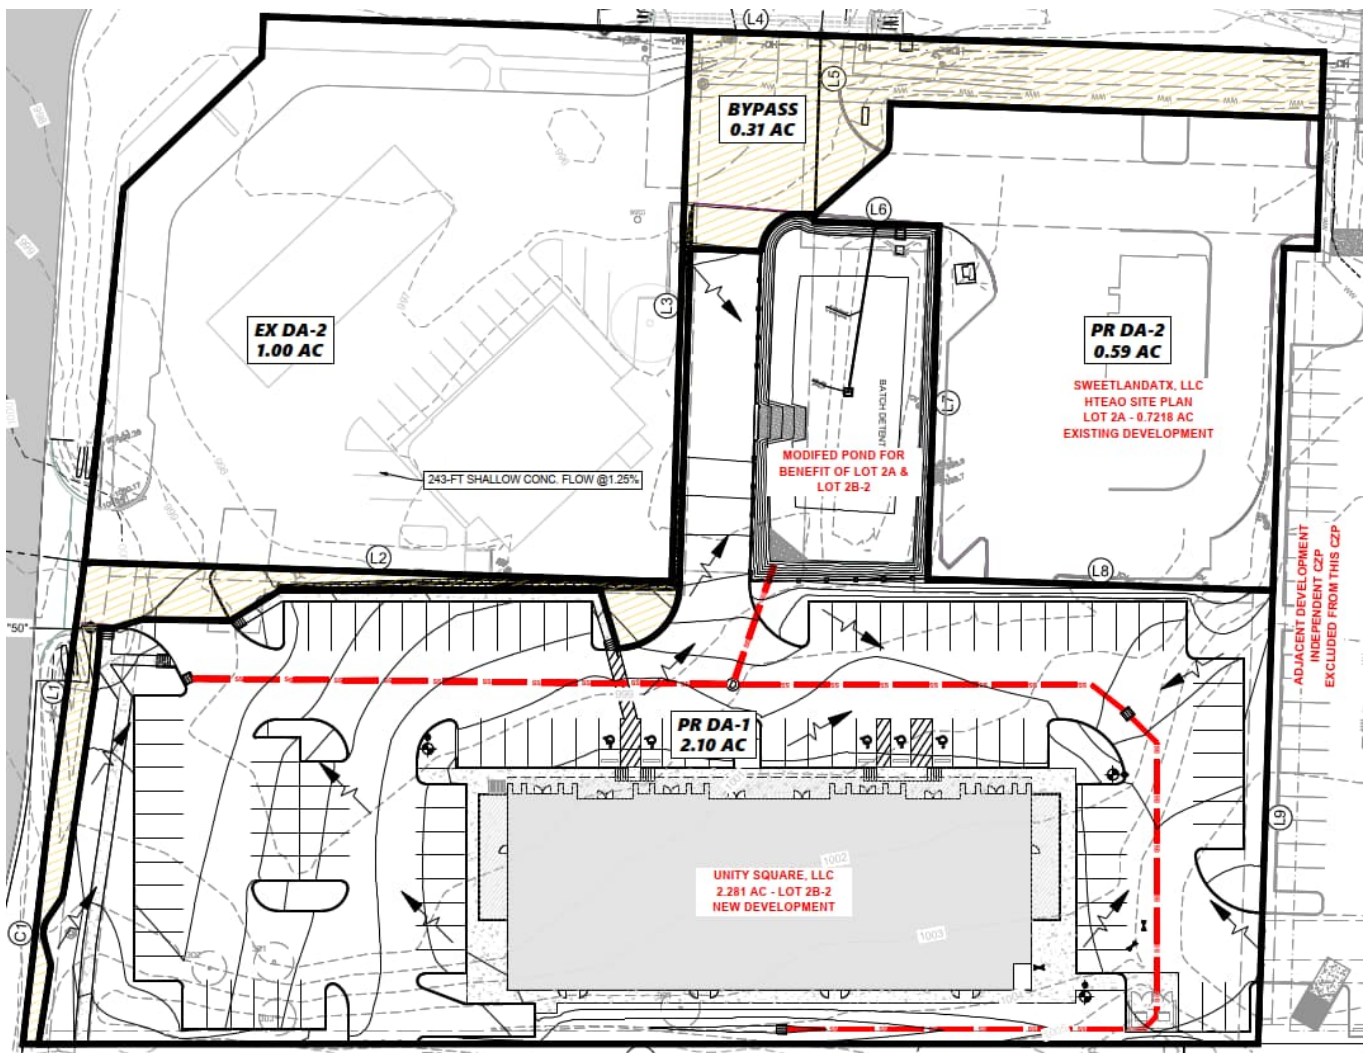 L4
L5
BYPASS
0.31 AC
L6
997
998
L3
EX DA-2
1.00 AC
PR DA-2
0.59 AC
SWEETLANDATX, LLC
HTEAO SITE PLAN
LOT 2A - 0.7218 AC
EXISTING DEVELOPMENT
L7
BATCH DETENT
MODIFED POND FOR
BENEFIT OF LOT 2A &
LOT 2B-2
243-FT SHALLOW CONC. FLOW @1.25%
L2
L8
ADJACENT DEVELOPMENT
INDEPENDENT CZP
EXCLUDED FROM THIS CZP
"50"
L1
999
PR DA-1
2.10 AC
L9
1002
UNITY SQUARE, LLC
2.281 AC - LOT 2B-2
NEW DEVELOPMENT
C1
1003